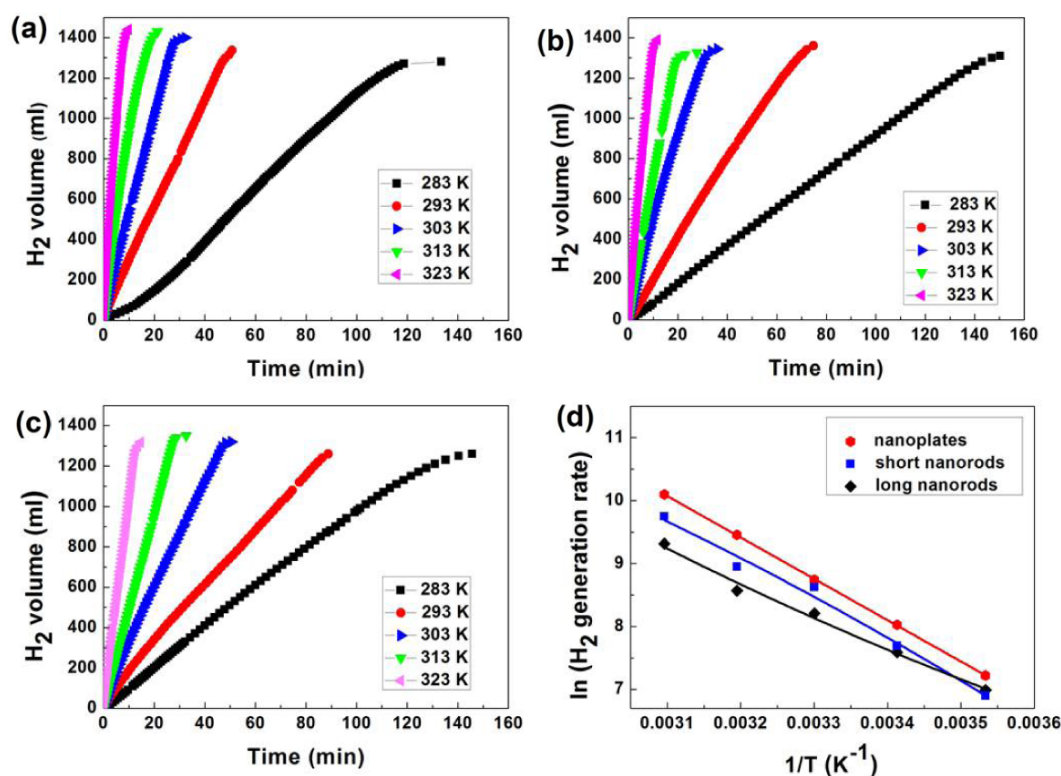 (a)
H2 volume (ml)
1400
1200
1000
800
600
400
200
0
283 K
293 K
303 K
313 K
323 K
0 20 40 60 80 100 120 140 160
Time (min)
(b)
H2 volume (ml)
1400
1200
1000
800
600
400
200
0
283 K
293 K
303 K
313 K
323 K
0 20 40 60 80 100 120 140 160
Time (min)
(c)
H2 volume (ml)
1400
1200
1000
800
600
400
200
0
283 K
293 K
303 K
313 K
323 K
0 20 40 60 80 100 120 140 160
Time (min)
(d)
ln (H2 generation rate)
11
10
9
8
7
nanoplates
short nanorods
long nanorods
0.0031 0.0032 0.0033 0.0034 0.0035 0.0036
1/T (K-1)